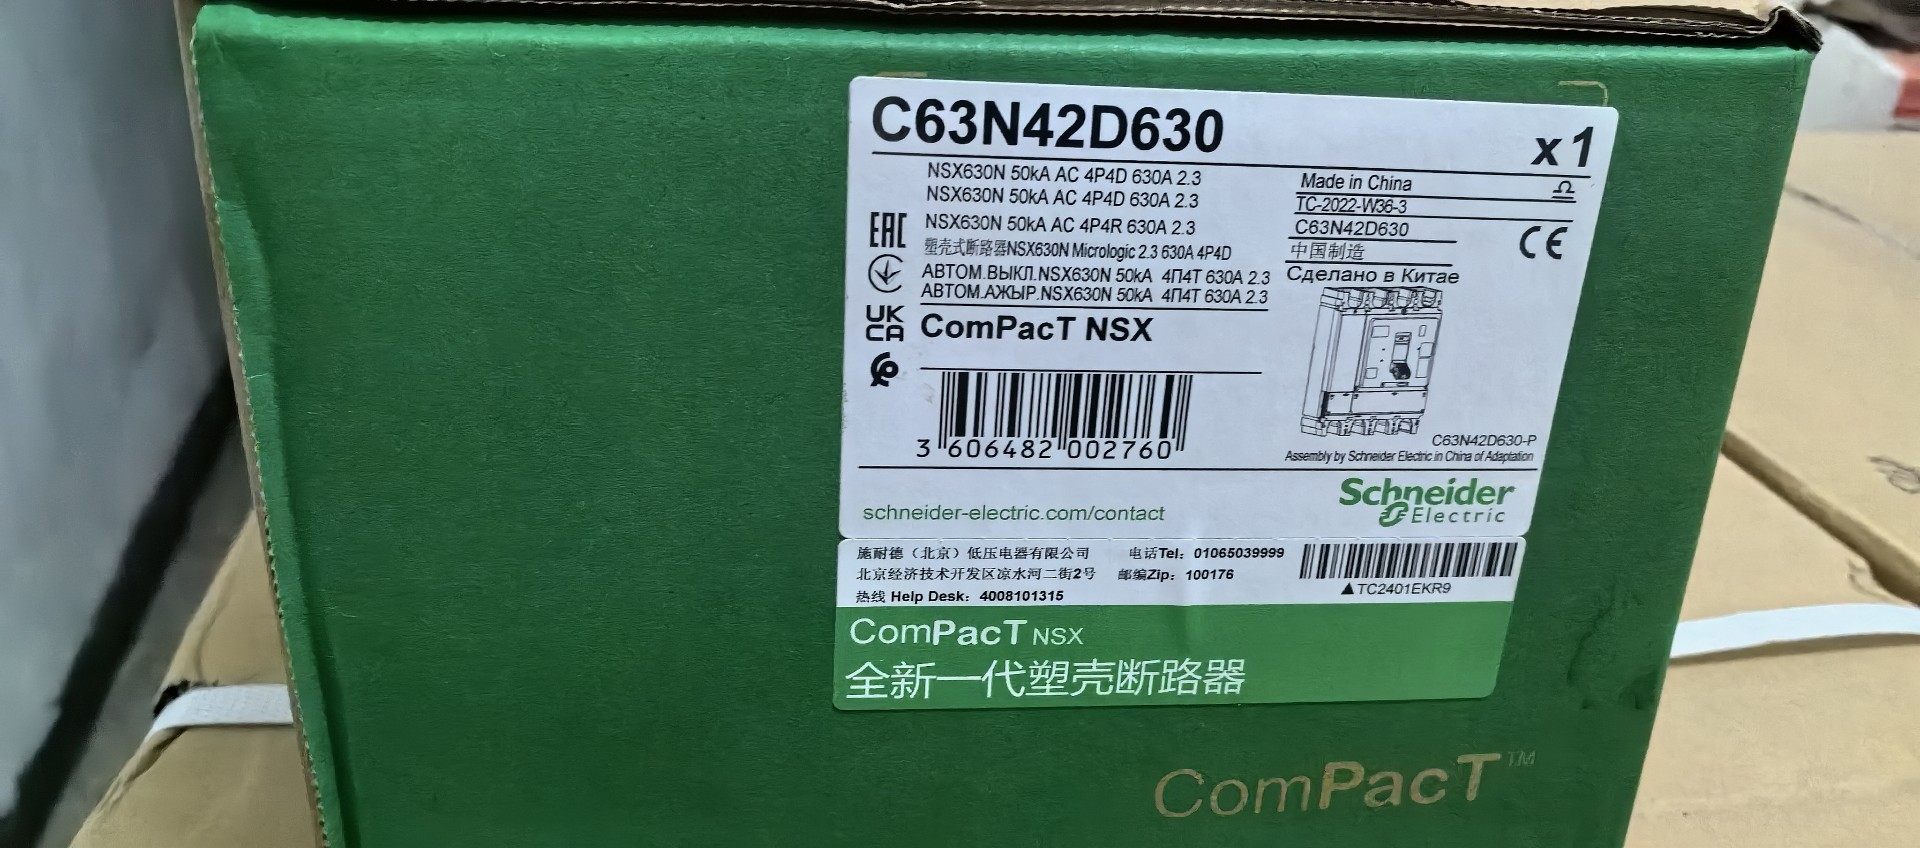 C63N42D630
x1
NSX630N 50kA AC 4P4D 630A 2.3
NSX630N 50kA AC 4P4D 630A 2.3
NSX630N 50kA AC 4P4R 630A 2.3
塑壳式断路器NSX630N Micrologic 2.3 630A 4P4D
АВТОМ.ВЫКЛ.NSX630N 50kA 4П4Т 630A 2.3
АВТОМ.АЖЫР.NSX630N 50kA 4П4Т 630A 2.3
EAC
UK
CA
ComPacT NSX
3 606482 002760
Made in China
TC-2022-W36-3
C63N42D630
中国制造
Сделано в Китае
CE
C63N42D630-P
Assembly by Schneider Electric in China of Adaptation
schneider-electric.com/contact
Schneider
Electric
施耐德（北京）低压电器有限公司 电话Tel: 01065039999
北京经济技术开发区凉水河二街2号 邮编Zip: 100176
热线 Help Desk: 4008101315
▲TC2401EKR9
ComPacT NSX
全新一代塑壳断路器
ComPacT™